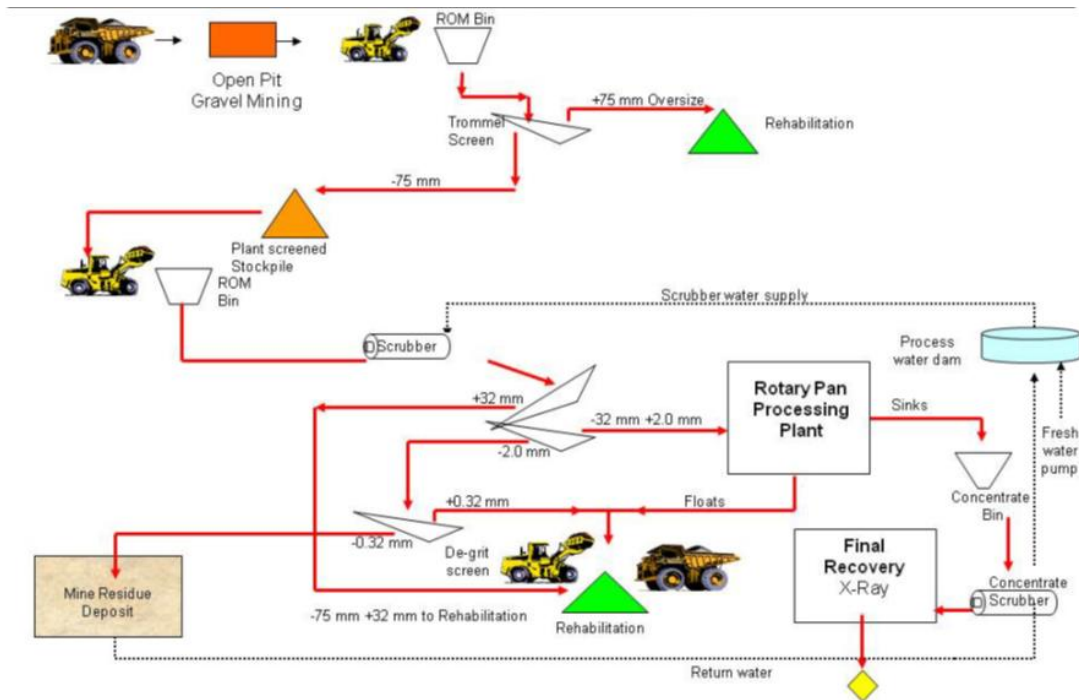 ROM Bin
Open Pit
Gravel Mining
+75 mm Oversize
Trommel
Screen
Rehabilitation
-75 mm
Plant screened
Stockpile
ROM
Bin
Scrubber water supply
Scrubber
Process
water dam
+32 mm
-32 mm +2.0 mm
-2.0 mm
Rotary Pan
Processing
Plant
Sinks
Fresh
water
pump
Concentrate
Bin
+0.32 mm
Floats
-0.32 mm
De-grit
screen
Final
Recovery
X-Ray
Concentrate
Scrubber
Mine Residue
Deposit
-75 mm +32 mm to Rehabilitation
Rehabilitation
Return water